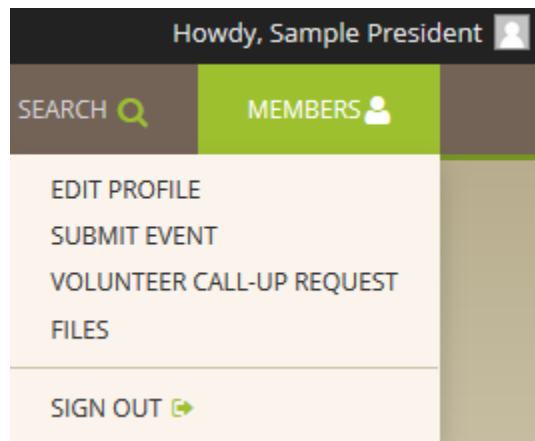 Howdy, Sample President
SEARCH
MEMBERS
EDIT PROFILE
SUBMIT EVENT
VOLUNTEER CALL-UP REQUEST
FILES
SIGN OUT